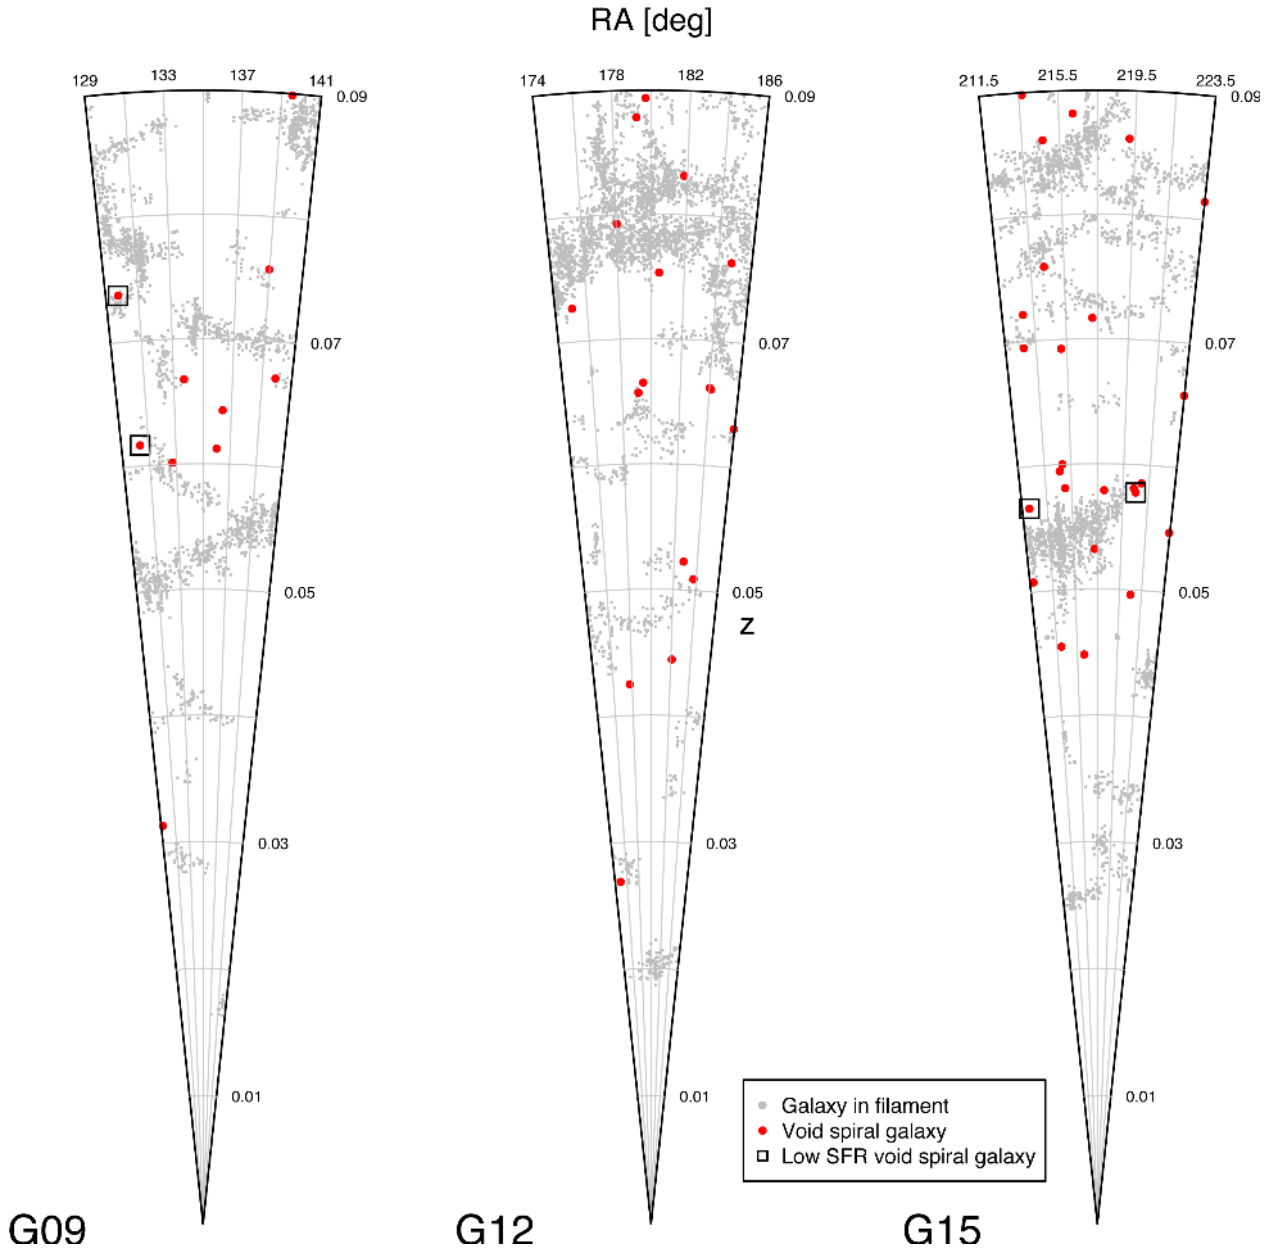 RA [deg]
129 133 137 141
174 178 182 186
211.5 215.5 219.5 223.5
0.09 0.09 0.09
0.07 0.07 0.07
0.05 0.05 0.05
z
0.03 0.03 0.03
0.01 0.01 0.01
Galaxy in filament
Void spiral galaxy
Low SFR void spiral galaxy
G09 G12 G15